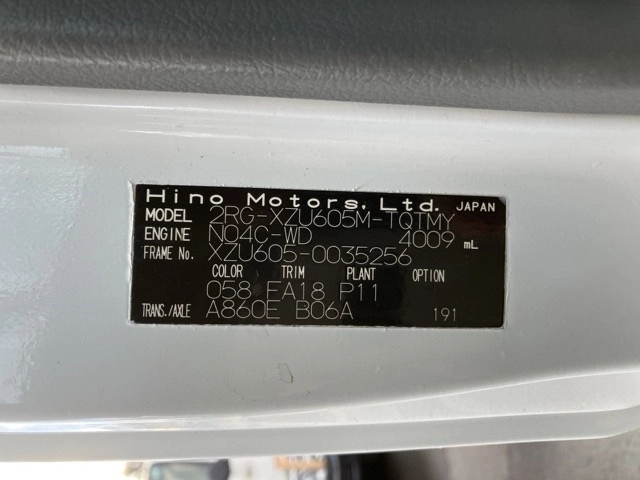 Hino Motors, Ltd. JAPAN
MODEL 2RG-XZU605M-TQTMY
ENGINE N04C-WD 4009 mL
FRAME No. XZU605-0035256
COLOR TRIM PLANT OPTION
058 FA18 P11
TRANS./AXLE A860E B06A 191